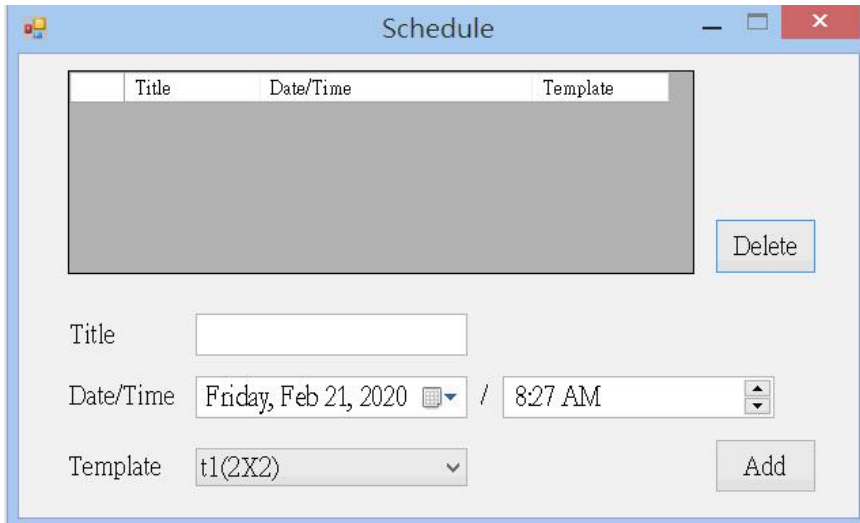 Schedule
Title Date/Time Template
Delete
Title
Date/Time Friday, Feb 21, 2020 / 8:27 AM
Template t1(2X2) Add